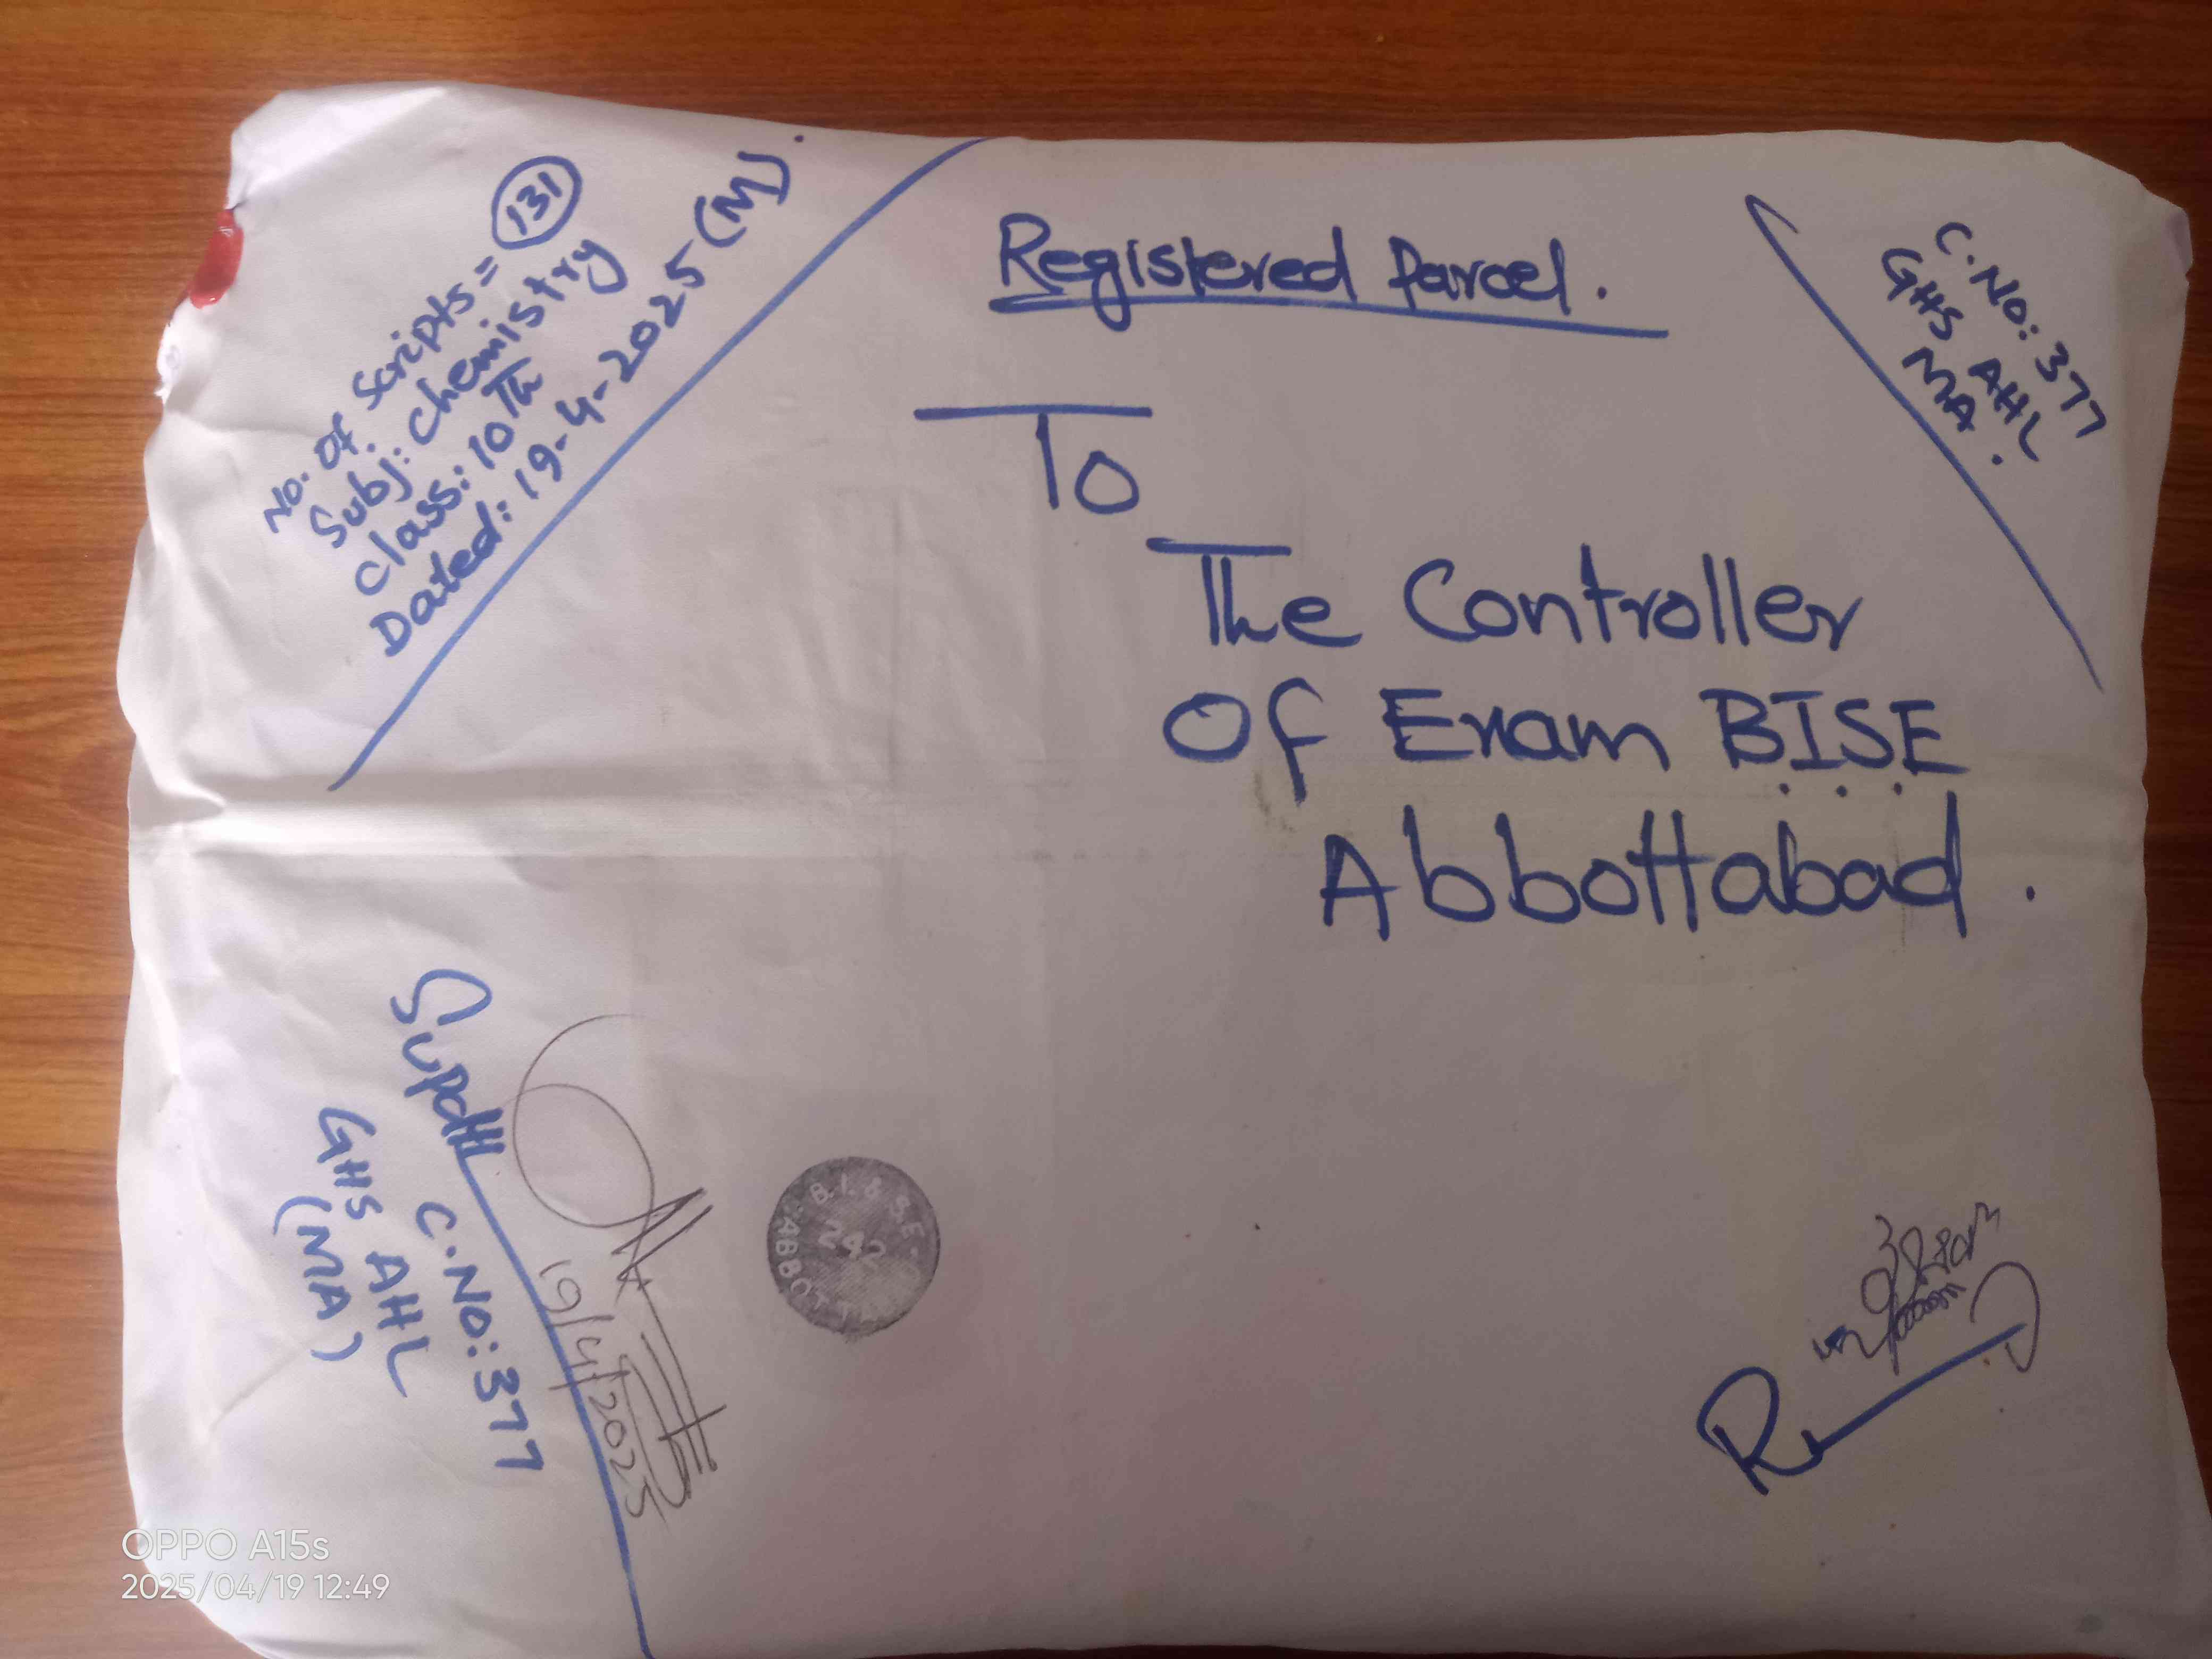 No. of scripts = 131
Subj: Chemistry
Class: 10Th
Dated: 19-4-2025 (M).
Registered Parcel.
C.No: 377
GHS AHL
MA.
To
The Controller
Of Exam BISE
Abbottabad.
Supdtt
C.No: 377
GHS AHL
(MA)
19/4/2025
B.I.&S.E.
242
ABBOTT
OPPO A15s
2025/04/19 12:49